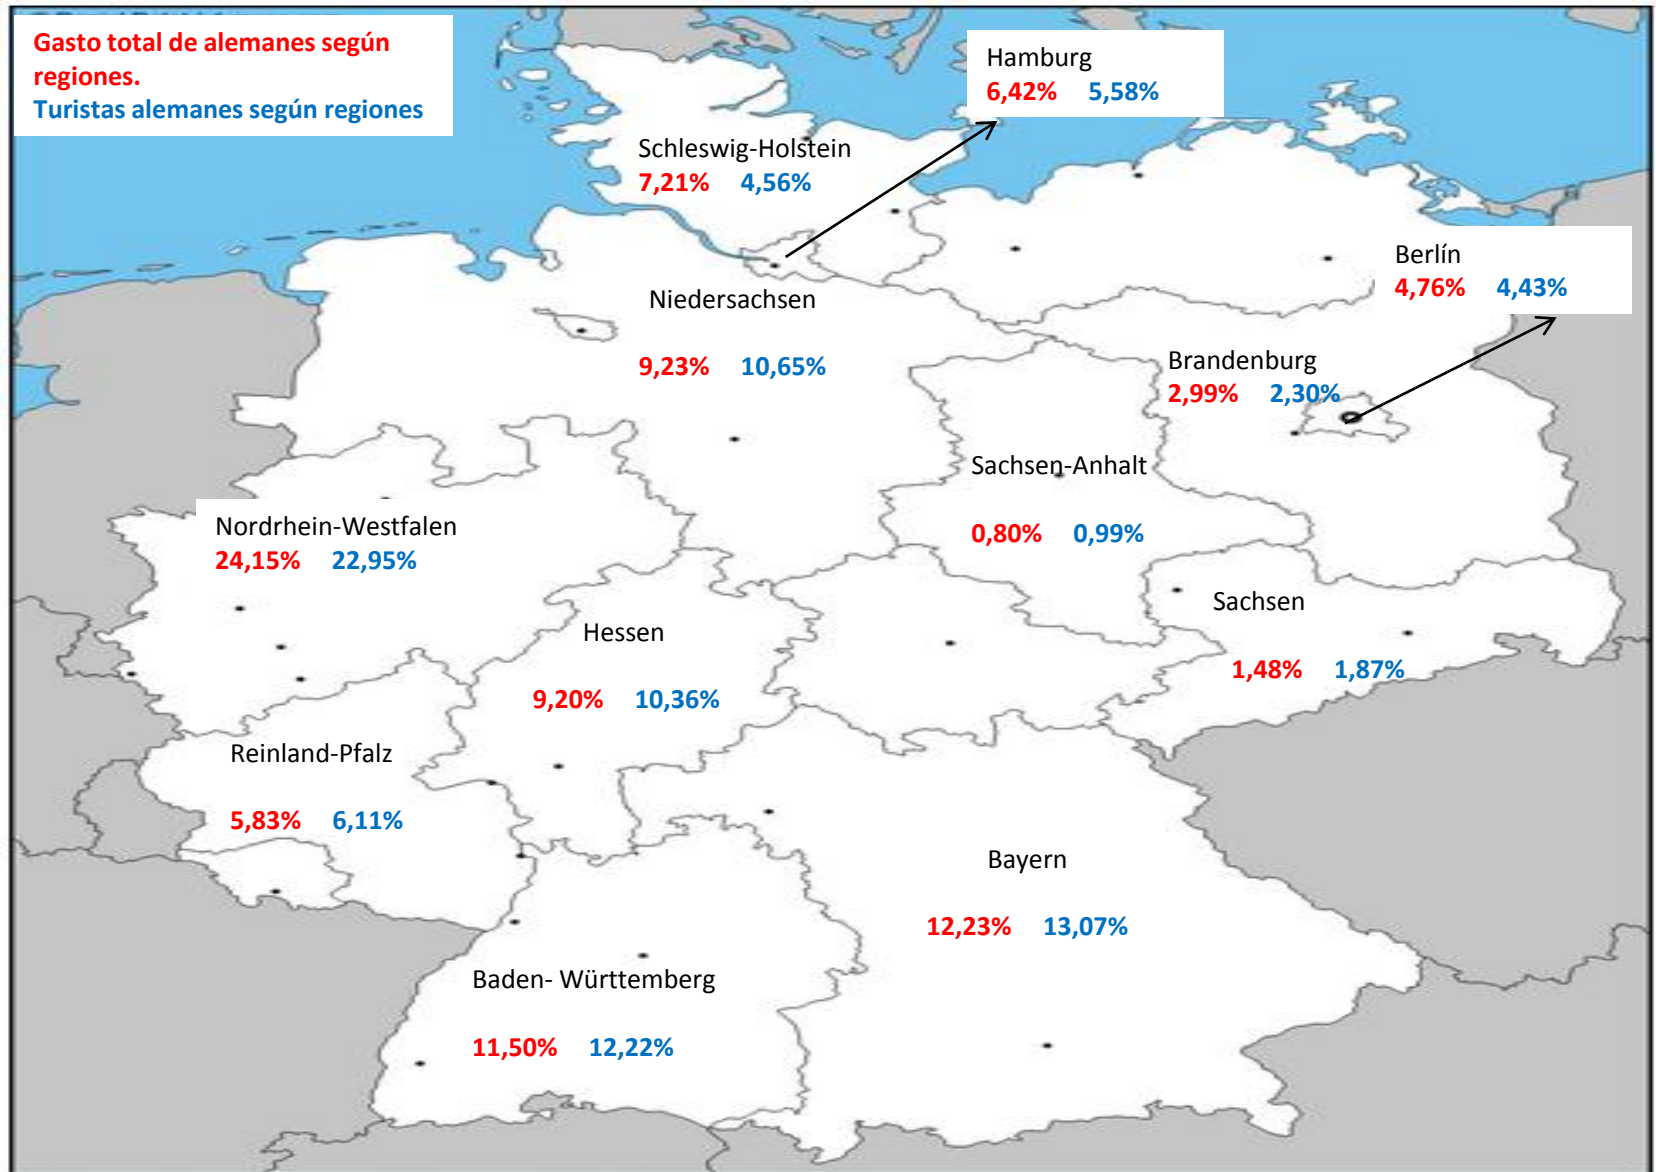 Gasto total de alemanes según
regiones.
Turistas alemanes según regiones
Hamburg
6,42% 5,58%
Schleswig-Holstein
7,21% 4,56%
Berlín
4,76% 4,43%
Niedersachsen
9,23% 10,65%
Brandenburg
2,99% 2,30%
Sachsen-Anhalt
0,80% 0,99%
Nordrhein-Westfalen
24,15% 22,95%
Sachsen
1,48% 1,87%
Hessen
9,20% 10,36%
Reinland-Pfalz
5,83% 6,11%
Bayern
12,23% 13,07%
Baden- Württemberg
11,50% 12,22%